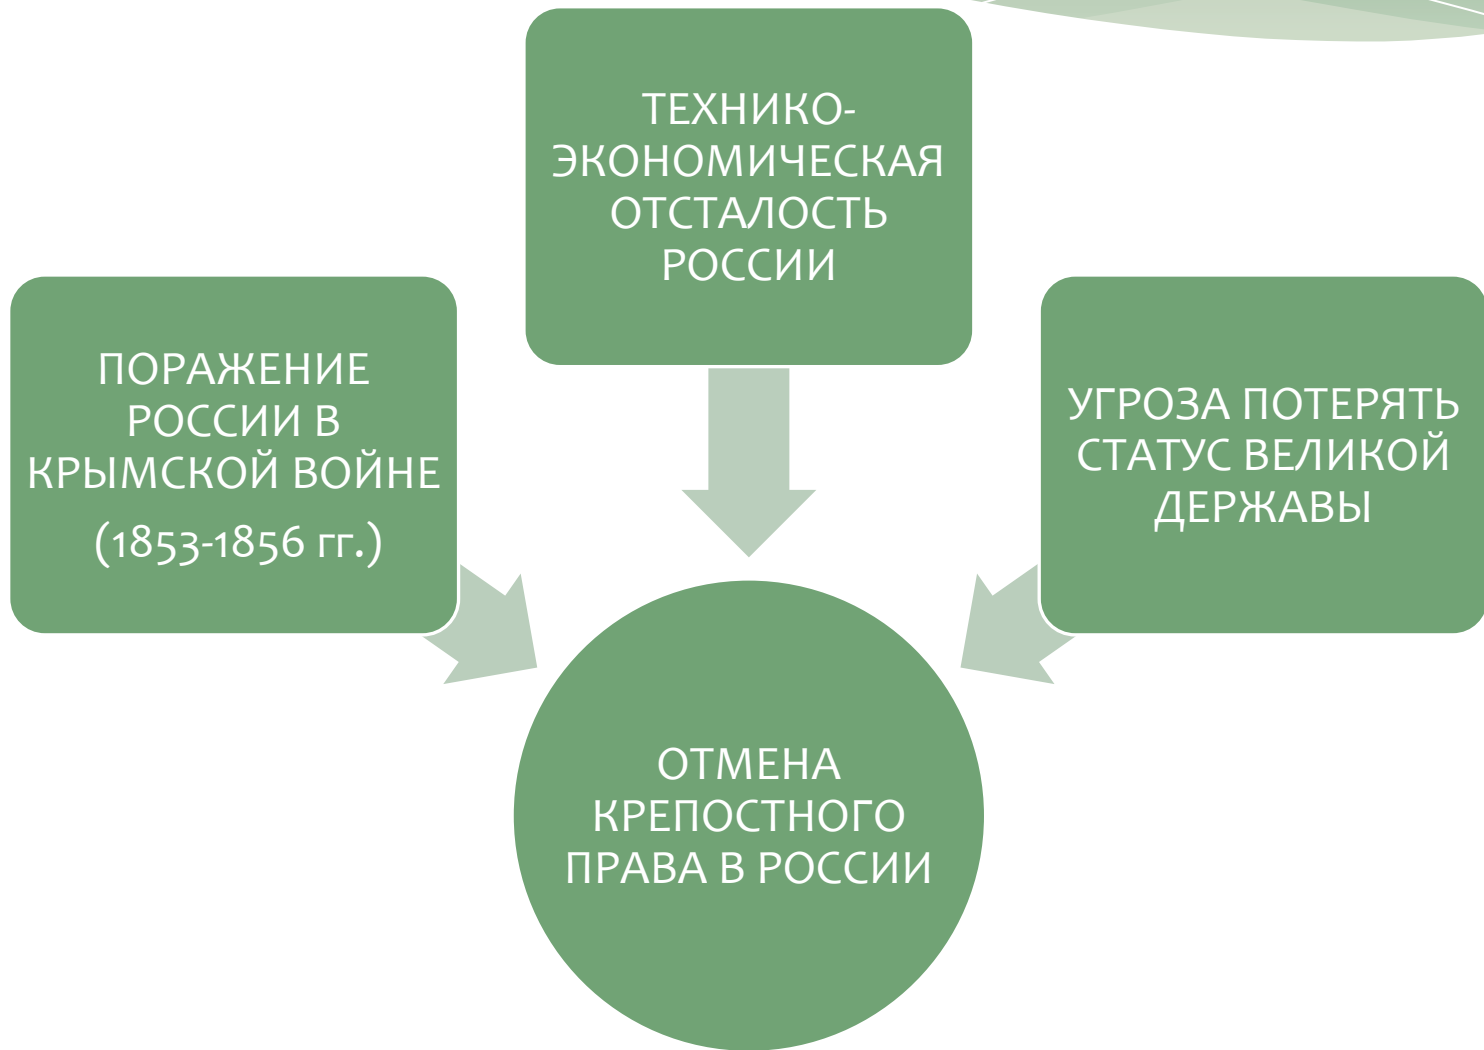 ТЕХНИКО-
ЭКОНОМИЧЕСКАЯ
ОТСТАЛОСТЬ
РОССИИ
ПОРАЖЕНИЕ
РОССИИ В
КРЫМСКОЙ ВОЙНЕ
(1853-1856 гг.)
УГРОЗА ПОТЕРЯТЬ
СТАТУС ВЕЛИКОЙ
ДЕРЖАВЫ
ОТМЕНА
КРЕПОСТНОГО
ПРАВА В РОССИИ